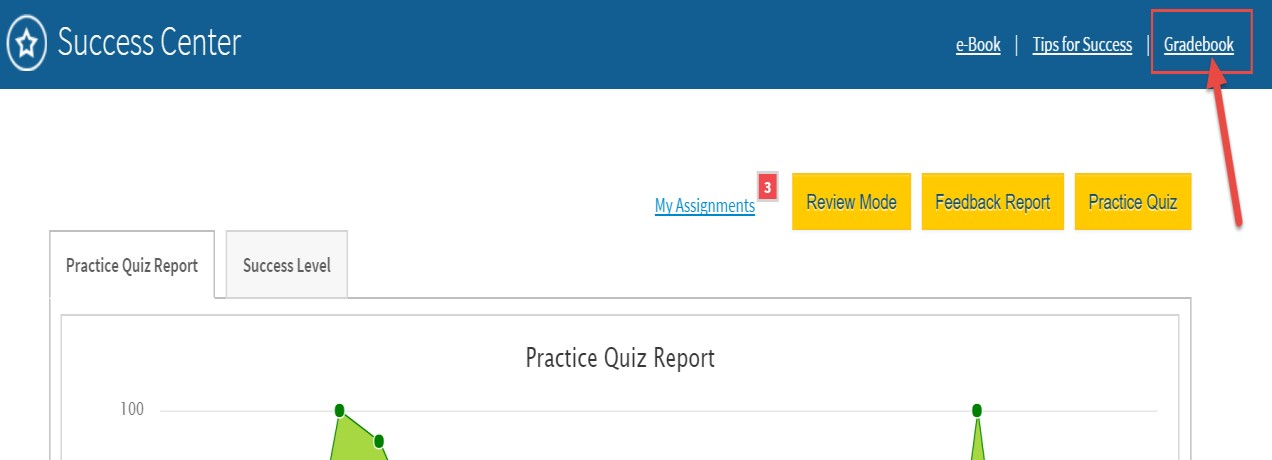 Success Center
e-Book | Tips for Success | Gradebook
My Assignments 3 Review Mode Feedback Report Practice Quiz
Practice Quiz Report Success Level
Practice Quiz Report
100